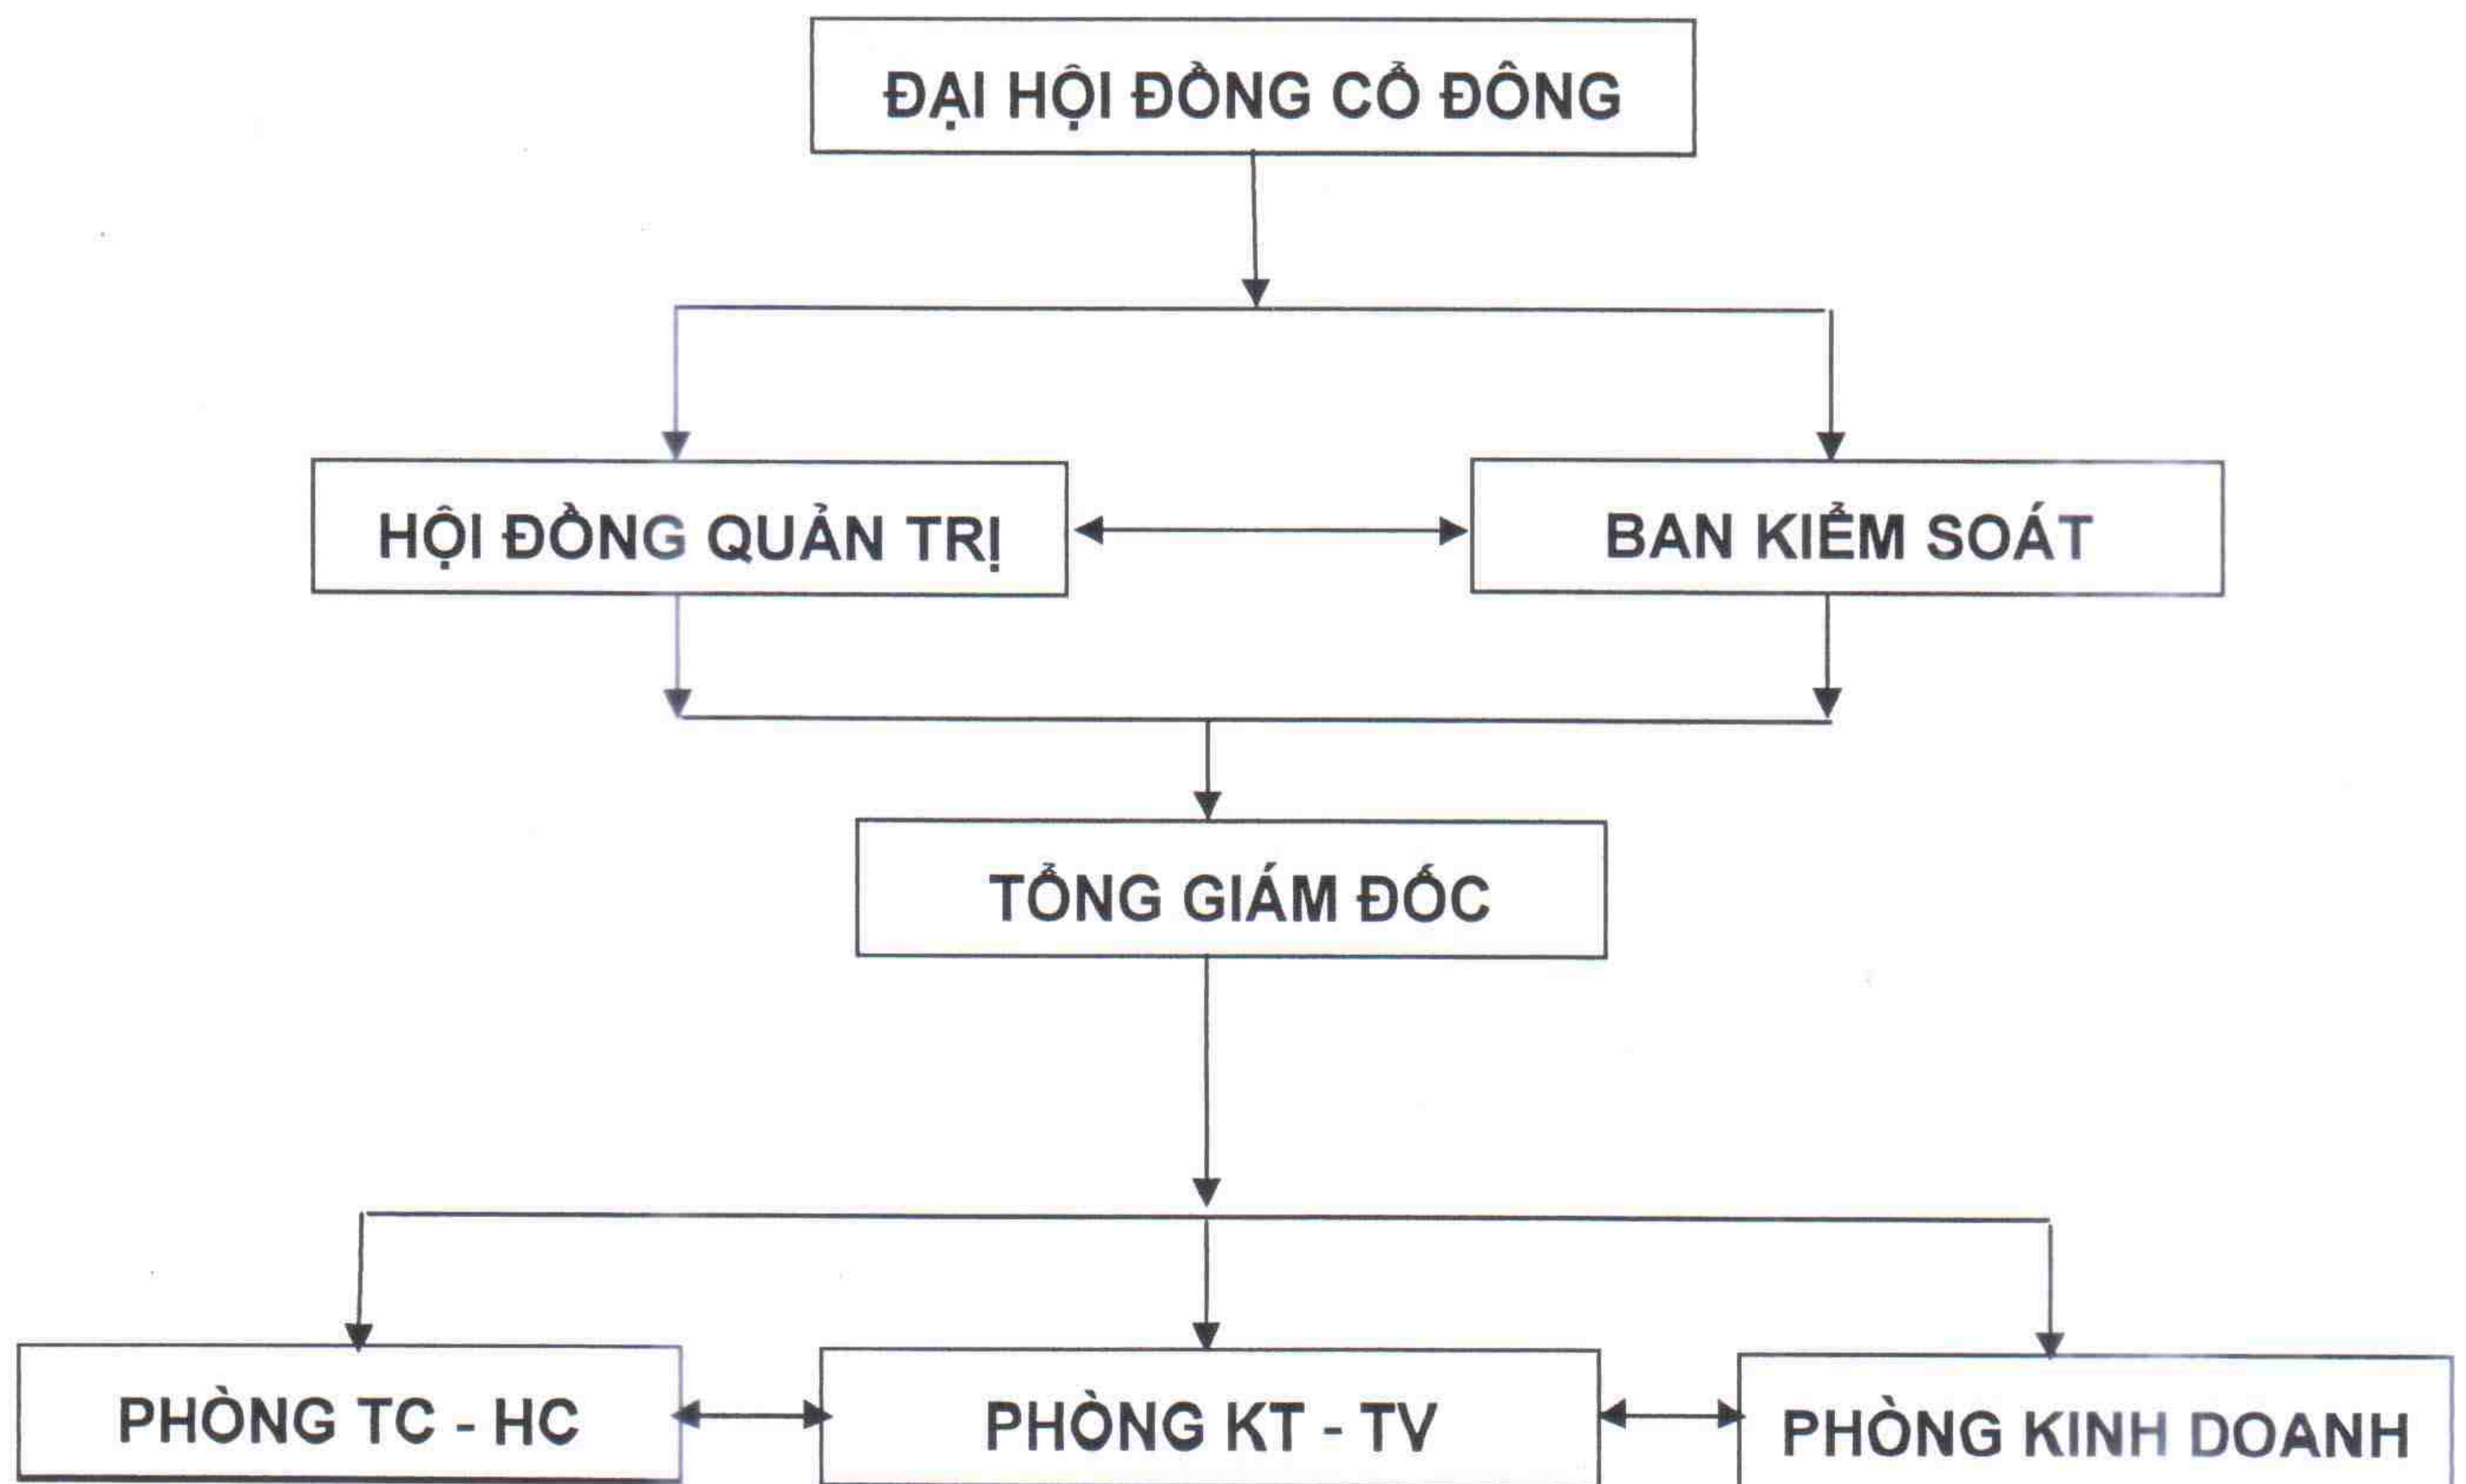 ĐẠI HỘI ĐỒNG CỔ ĐÔNG
HỘI ĐỒNG QUẢN TRỊ
BAN KIỂM SOÁT
TỔNG GIÁM ĐỐC
PHÒNG TC - HC
PHÒNG KT - TV
PHÒNG KINH DOANH